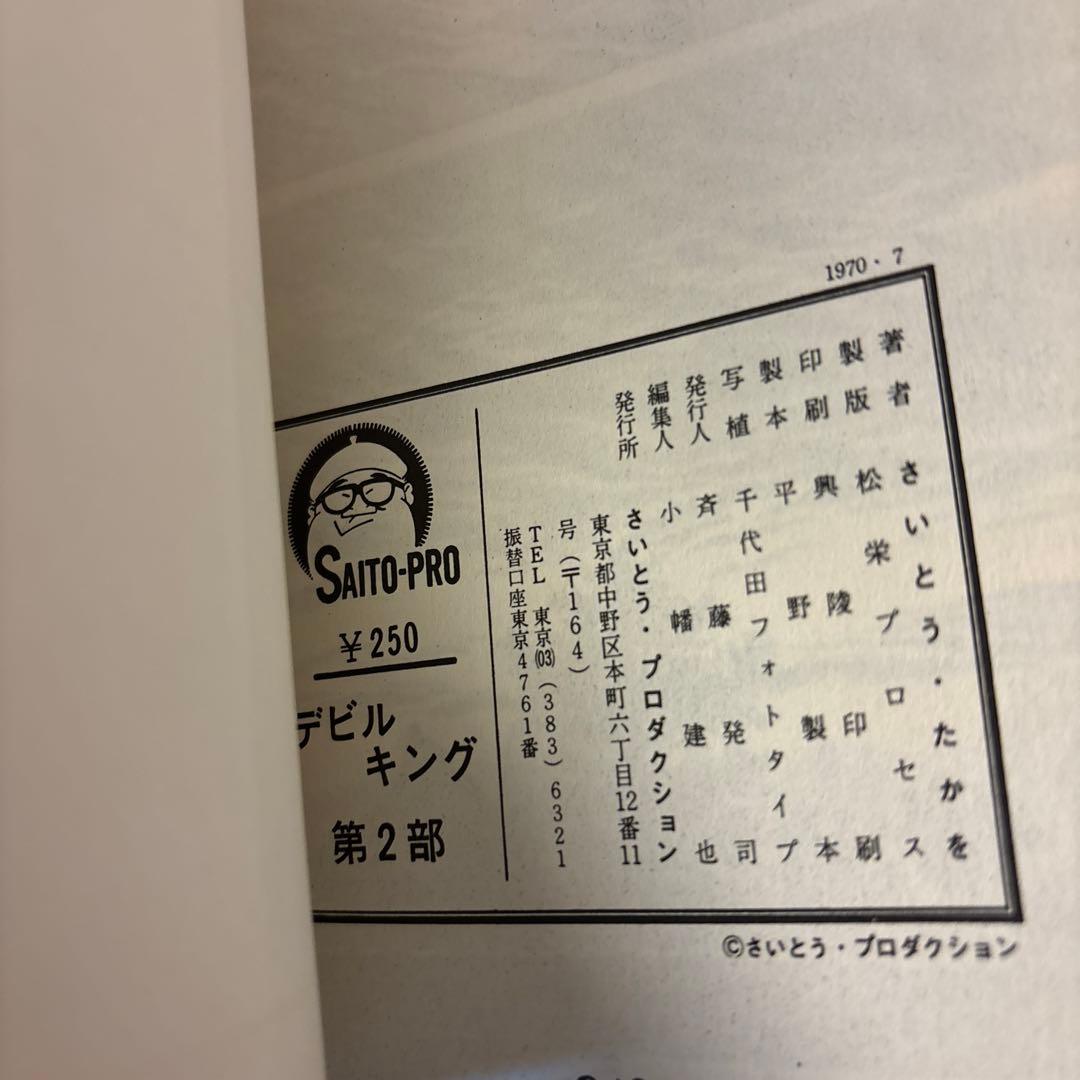 1970・7
著者 さいとう・たかを
製版 松栄プロセス
印刷 興陵印刷
製本 平野製本
写植 千代田フォトタイプ
発行人 斉藤発司
編集人 小幡建也
発行所 さいとう・プロダクション
東京都中野区本町六丁目12番11
号(〒164)
TEL 東京(03)(383)6321
振替口座東京4761番
SAITO-PRO
¥250
デビル
キング
第2部
©さいとう・プロダクション